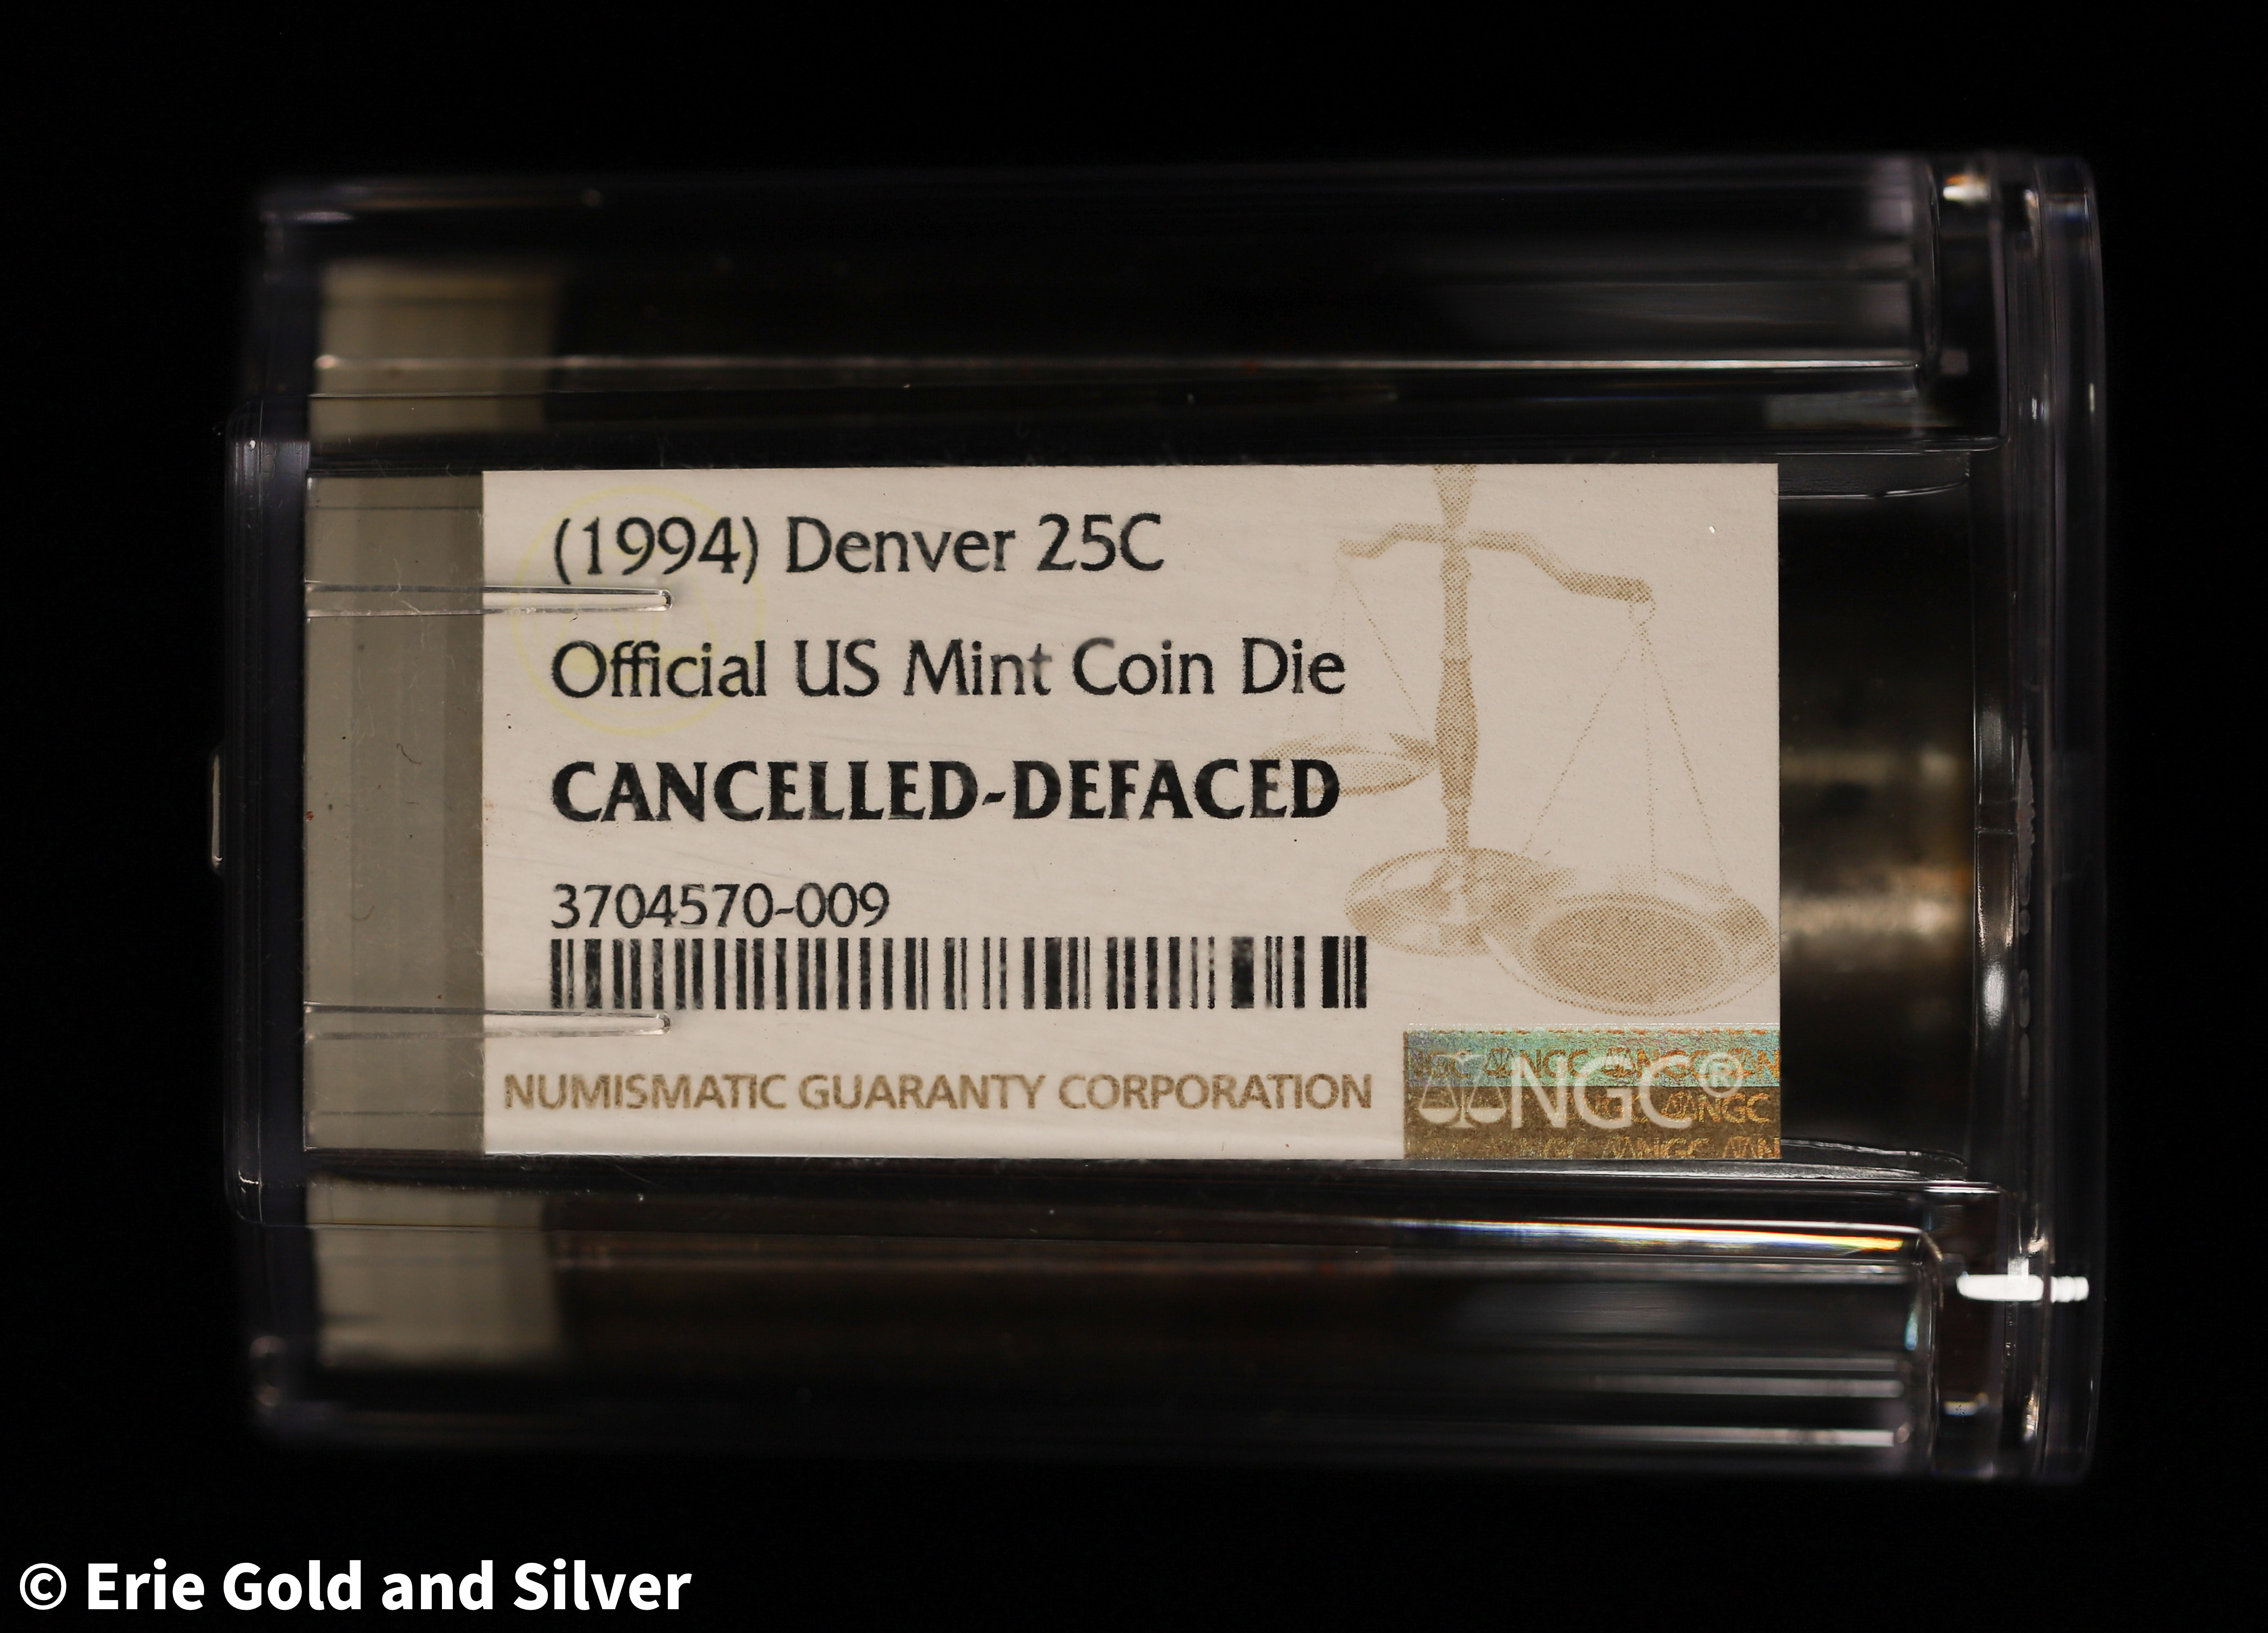 (1994) Denver 25C
Official US Mint Coin Die
CANCELLED-DEFACED
3704570-009
NUMISMATIC GUARANTY CORPORATION
NGC®
© Erie Gold and Silver